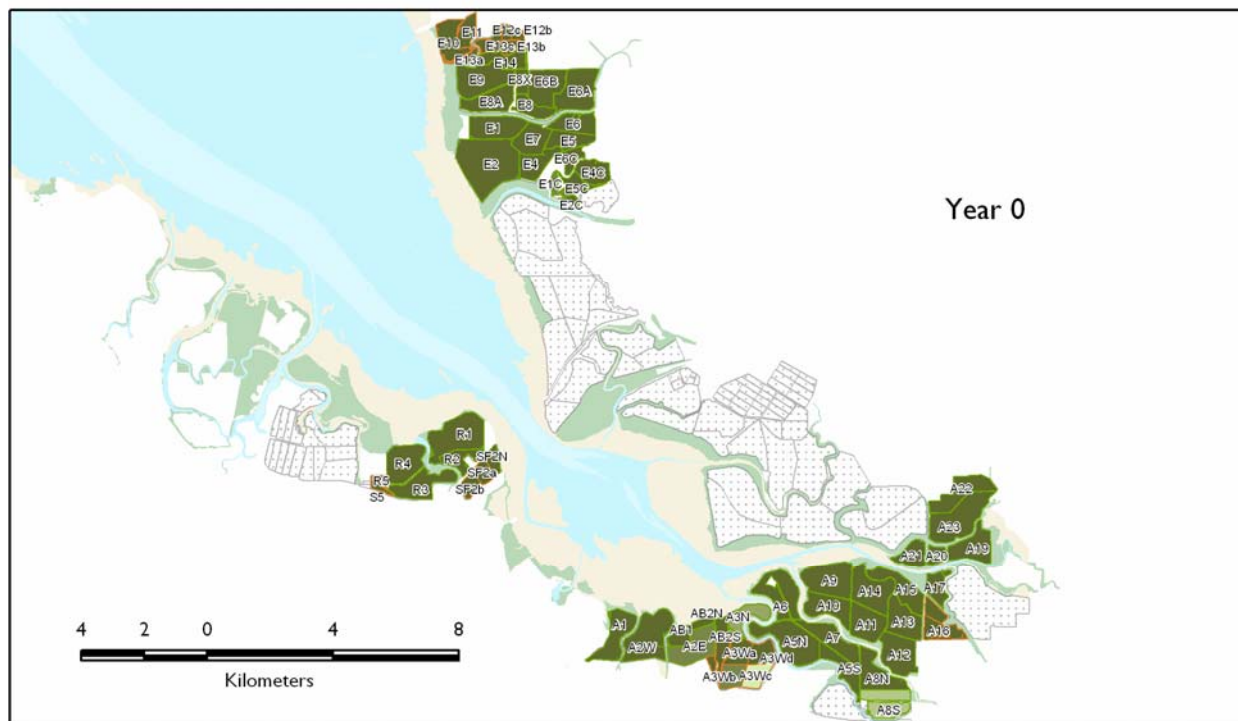 E11
E12c
E12b
E10
E13c
E13b
E13a
E14
E9
E8X
E6B
E6A
E8A
E8
E1
E6
E7
E5
E2
E4
E6C
E4C
E1C
E5C
E2C
Year 0
R1
R4
R2
SF2N
R5
SF2a
S5
R3
SF2b
A22
A23
A21
A20
A19
A9
A14
A15
A17
A6
A10
AB2N
A3N
A1
AB1
AB2S
A11
A13
A16
A2W
A2E
A3Wa
A5N
A7
A3Wd
A12
A3Wb
A3Wc
A5S
A8N
A8S
4 2 0 4 8
Kilometers